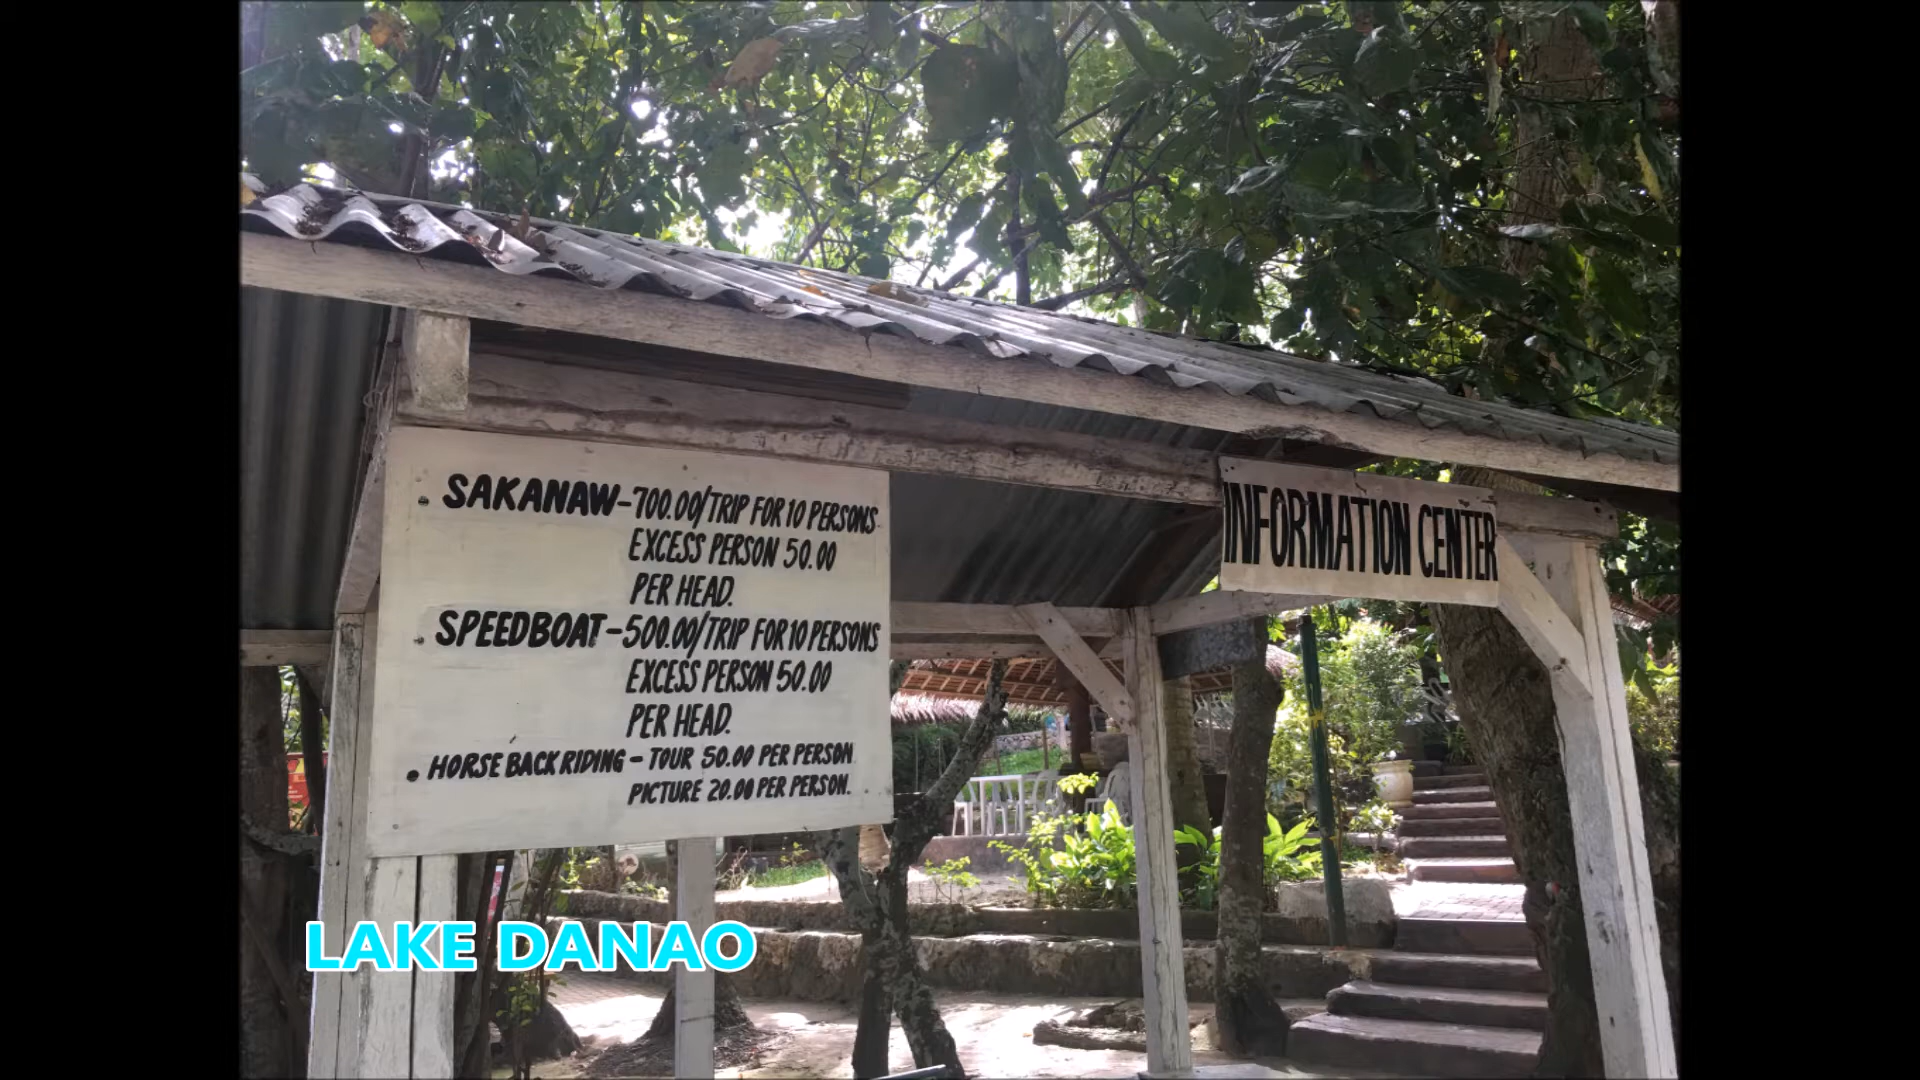 SAKANAW-700.00/TRIP FOR 10 PERSONS
EXCESS PERSON 50.00
PER HEAD.
SPEEDBOAT-500.00/TRIP FOR 10 PERSONS
EXCESS PERSON 50.00
PER HEAD.
HORSE BACK RIDING - TOUR 50.00 PER PERSON
PICTURE 20.00 PER PERSON.
INFORMATION CENTER
LAKE DANAO